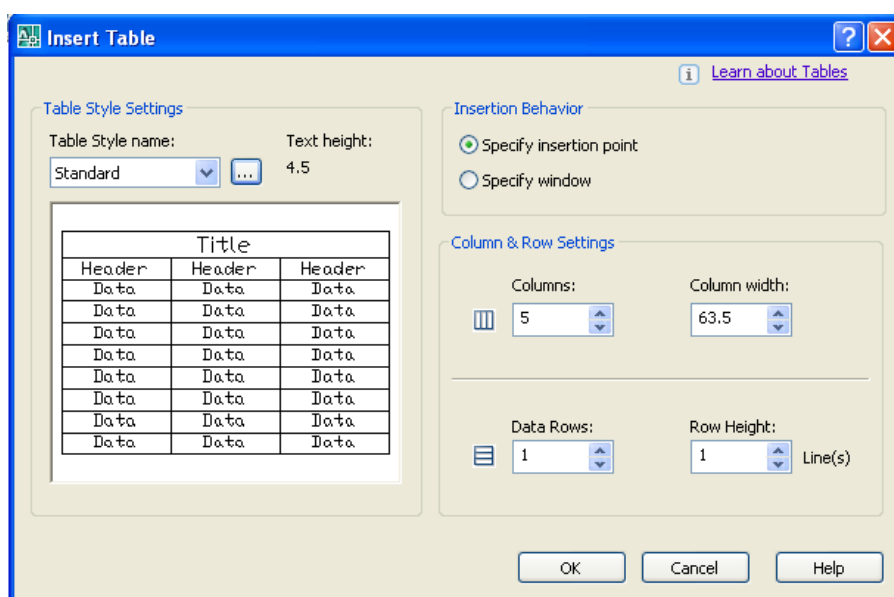 Insert Table
Learn about Tables
Table Style Settings
Table Style name:
Text height:
Standard
...
4.5
Title
Header Header Header
Data Data Data
Data Data Data
Data Data Data
Data Data Data
Data Data Data
Data Data Data
Data Data Data
Data Data Data
Insertion Behavior
Specify insertion point
Specify window
Column & Row Settings
Columns:
Column width:
5
63.5
Data Rows:
Row Height:
1
1
Line(s)
OK
Cancel
Help